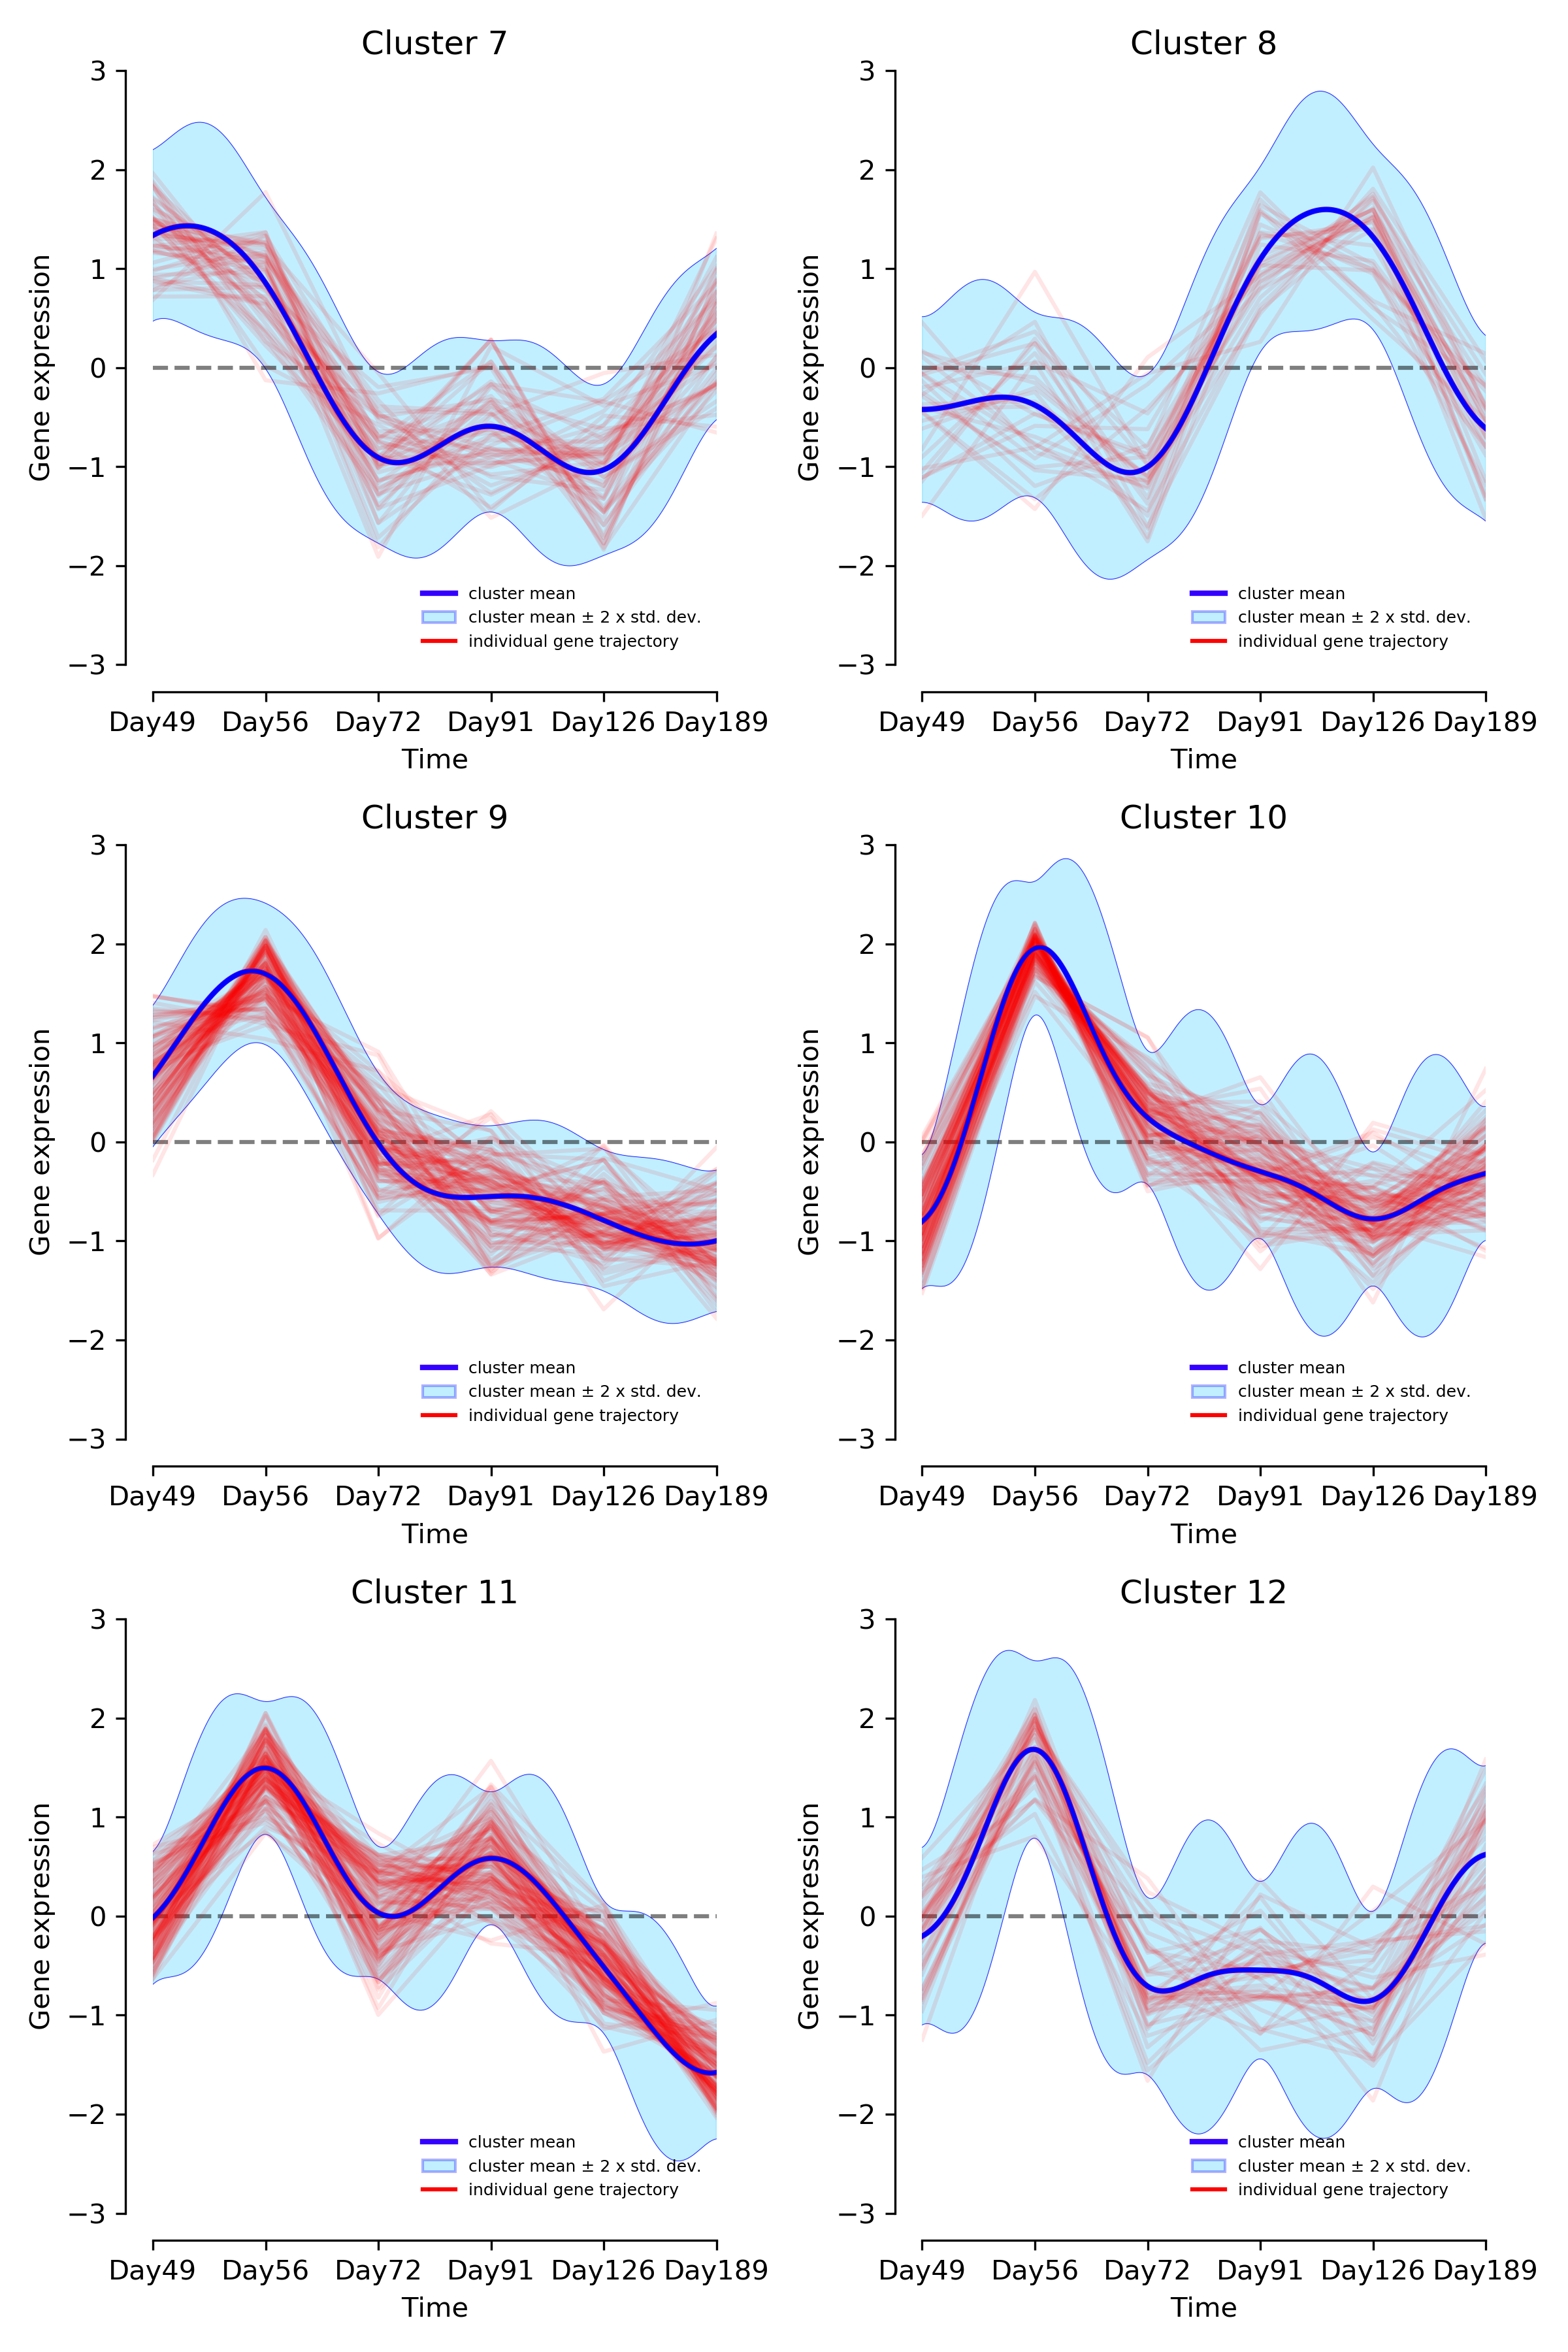 Cluster 7
Gene expression
3
2
1
0
−1
−2
−3
cluster mean
cluster mean ± 2 x std. dev.
individual gene trajectory
Day49 Day56 Day72 Day91 Day126 Day189
Time
Cluster 8
Gene expression
3
2
1
0
−1
−2
−3
cluster mean
cluster mean ± 2 x std. dev.
individual gene trajectory
Day49 Day56 Day72 Day91 Day126 Day189
Time
Cluster 9
Gene expression
3
2
1
0
−1
−2
−3
cluster mean
cluster mean ± 2 x std. dev.
individual gene trajectory
Day49 Day56 Day72 Day91 Day126 Day189
Time
Cluster 10
Gene expression
3
2
1
0
−1
−2
−3
cluster mean
cluster mean ± 2 x std. dev.
individual gene trajectory
Day49 Day56 Day72 Day91 Day126 Day189
Time
Cluster 11
Gene expression
3
2
1
0
−1
−2
−3
cluster mean
cluster mean ± 2 x std. dev.
individual gene trajectory
Day49 Day56 Day72 Day91 Day126 Day189
Time
Cluster 12
Gene expression
3
2
1
0
−1
−2
−3
cluster mean
cluster mean ± 2 x std. dev.
individual gene trajectory
Day49 Day56 Day72 Day91 Day126 Day189
Time